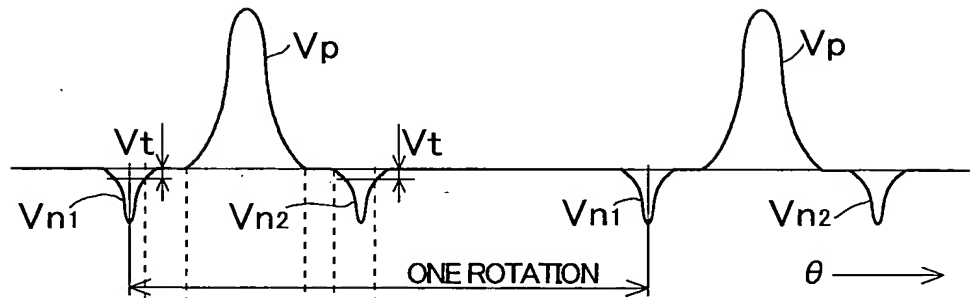 Vp
Vp
Vt
Vt
Vn1
Vn2
Vn1
Vn2
ONE ROTATION
θ